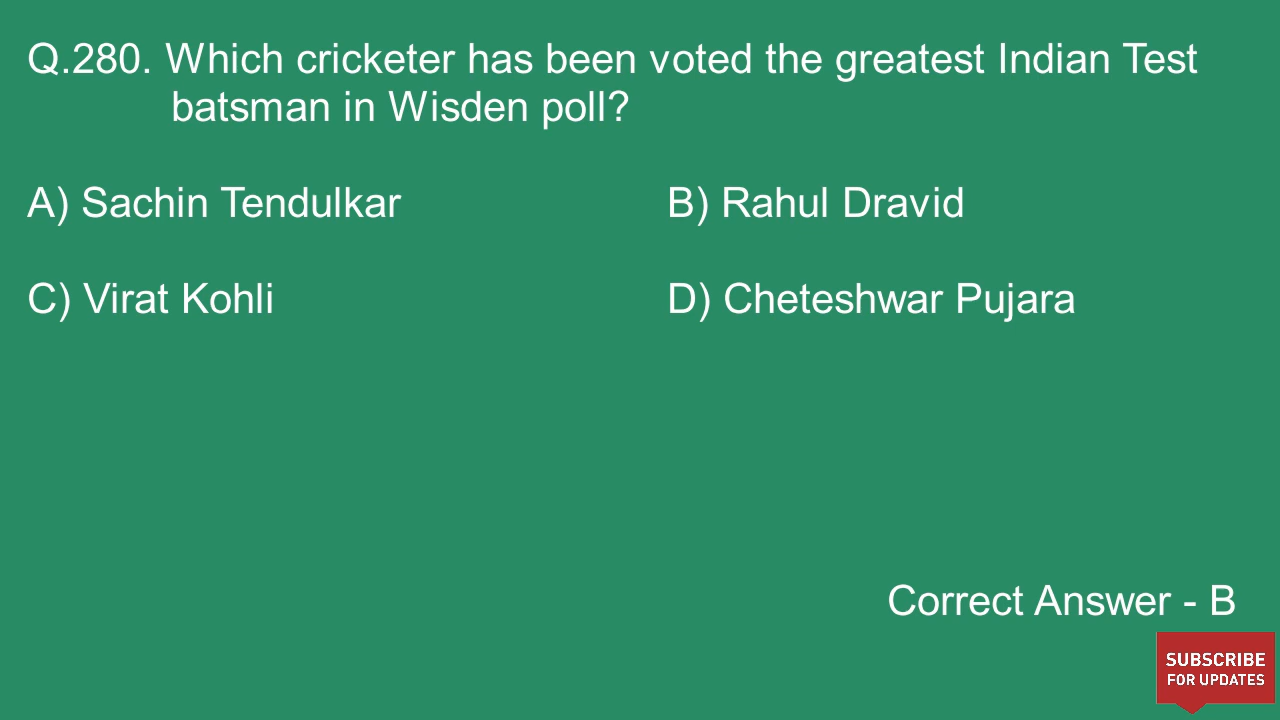 Q.280. Which cricketer has been voted the greatest Indian Test
batsman in Wisden poll?
A) Sachin Tendulkar B) Rahul Dravid
C) Virat Kohli D) Cheteshwar Pujara
Correct Answer - B
SUBSCRIBE
FOR UPDATES